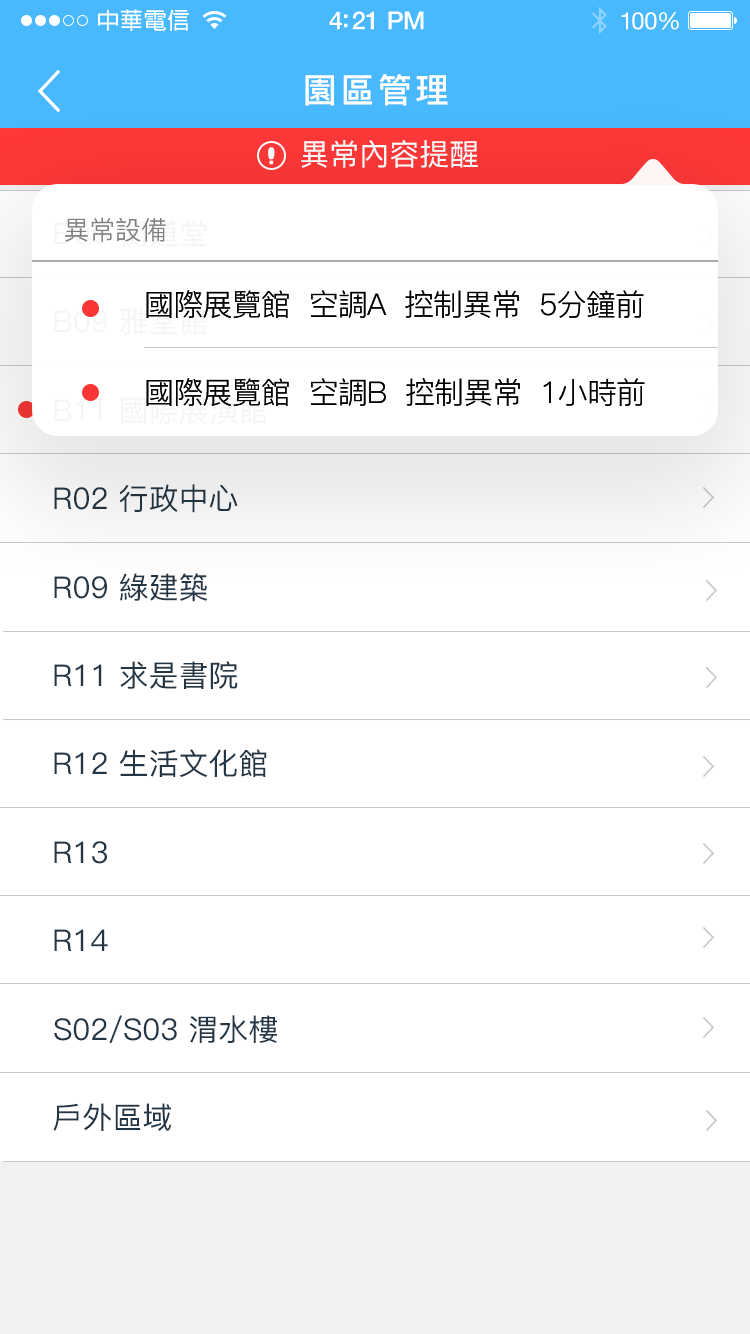 中華電信 4:21 PM 100%
園區管理
異常內容提醒
異常設備
國際展覽館 空調A 控制異常 5分鐘前
B09 雅堂館
國際展覽館 空調B 控制異常 1小時前
B11 國際展演館
R02 行政中心
R09 綠建築
R11 求是書院
R12 生活文化館
R13
R14
S02/S03 渭水樓
戶外區域